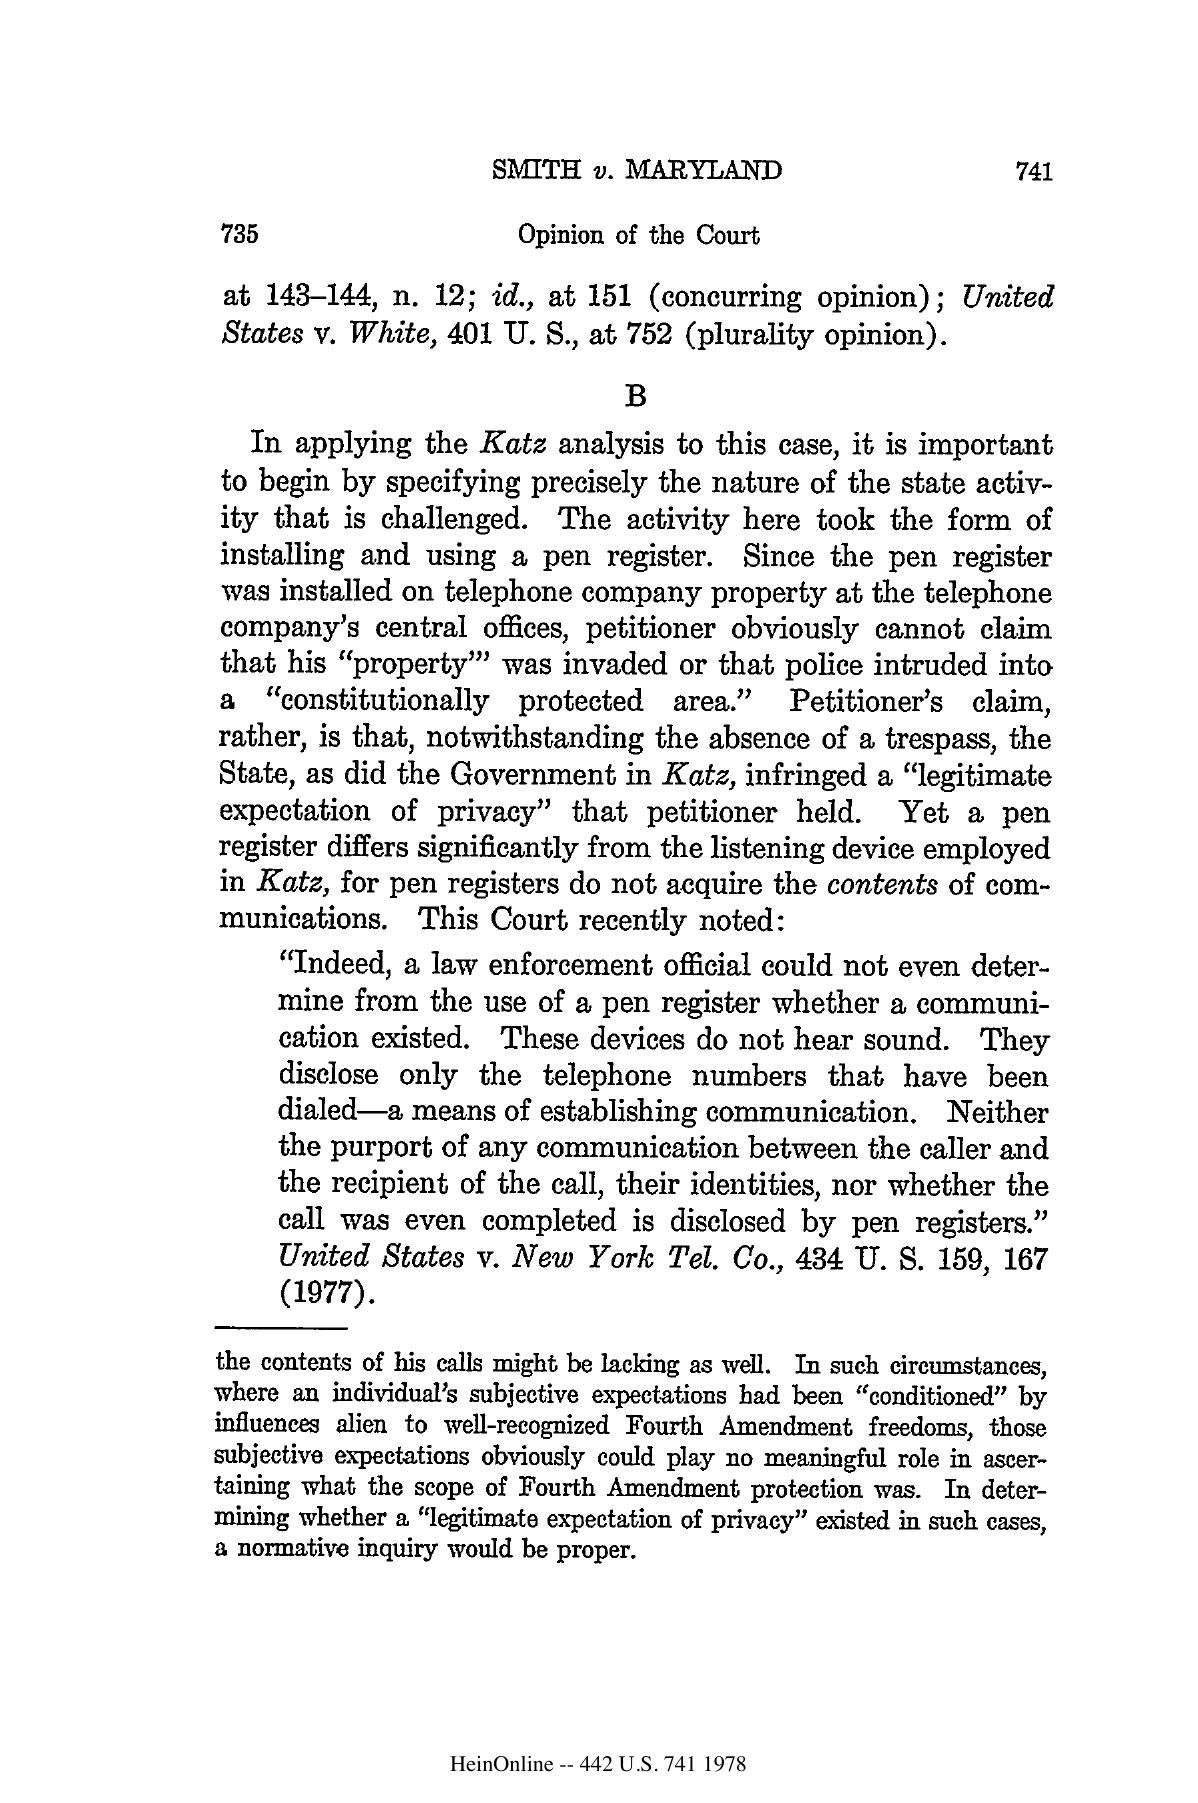 SMITH v. MARYLAND 741
735 Opinion of the Court
at 143–144, n. 12; id., at 151 (concurring opinion); United
States v. White, 401 U. S., at 752 (plurality opinion).
B
In applying the Katz analysis to this case, it is important
to begin by specifying precisely the nature of the state activ-
ity that is challenged. The activity here took the form of
installing and using a pen register. Since the pen register
was installed on telephone company property at the telephone
company's central offices, petitioner obviously cannot claim
that his "property"' was invaded or that police intruded into
a "constitutionally protected area." Petitioner's claim,
rather, is that, notwithstanding the absence of a trespass, the
State, as did the Government in Katz, infringed a "legitimate
expectation of privacy" that petitioner held. Yet a pen
register differs significantly from the listening device employed
in Katz, for pen registers do not acquire the contents of com-
munications. This Court recently noted:
"Indeed, a law enforcement official could not even deter-
mine from the use of a pen register whether a communi-
cation existed. These devices do not hear sound. They
disclose only the telephone numbers that have been
dialed—a means of establishing communication. Neither
the purport of any communication between the caller and
the recipient of the call, their identities, nor whether the
call was even completed is disclosed by pen registers."
United States v. New York Tel. Co., 434 U. S. 159, 167
(1977).
the contents of his calls might be lacking as well. In such circumstances,
where an individual's subjective expectations had been "conditioned" by
influences alien to well-recognized Fourth Amendment freedoms, those
subjective expectations obviously could play no meaningful role in ascer-
taining what the scope of Fourth Amendment protection was. In deter-
mining whether a "legitimate expectation of privacy" existed in such cases,
a normative inquiry would be proper.
HeinOnline -- 442 U.S. 741 1978